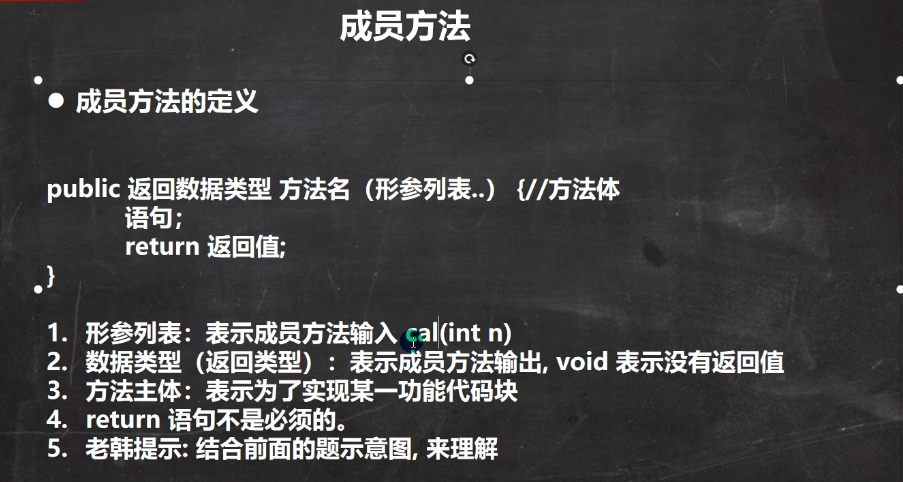 成员方法
● 成员方法的定义
public 返回数据类型 方法名（形参列表..） {//方法体
语句；
return 返回值;
}
1. 形参列表：表示成员方法输入 cal(int n)
2. 数据类型（返回类型）：表示成员方法输出, void 表示没有返回值
3. 方法主体：表示为了实现某一功能代码块
4. return 语句不是必须的。
5. 老韩提示: 结合前面的题示意图, 来理解